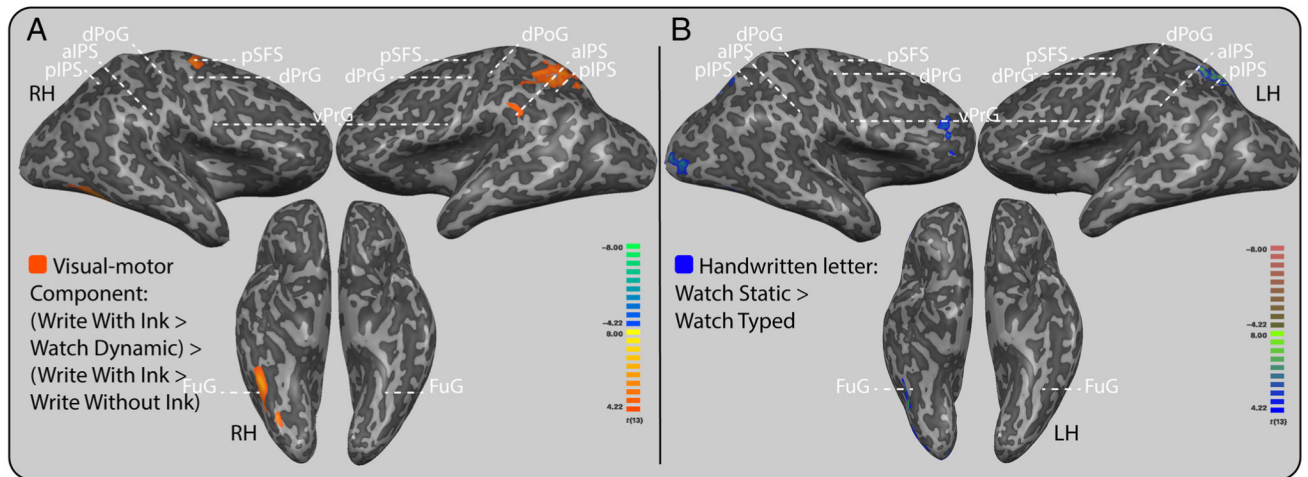 A
dPoG
aIPS
pIPS
pSFS
dPrG
vPrG
pSFS
dPrG
dPoG
aIPS
pIPS
RH
Visual-motor
Component:
(Write With Ink >
Watch Dynamic) >
(Write With Ink >
Write Without Ink)
FuG
FuG
RH
-8.00
-4.22
8.00
4.22
r(13)
B
dPoG
aIPS
pIPS
pSFS
dPrG
vPrG
pSFS
dPrG
dPoG
aIPS
pIPS
LH
Handwritten letter:
Watch Static >
Watch Typed
FuG
FuG
LH
-8.00
-4.22
8.00
4.22
r(13)